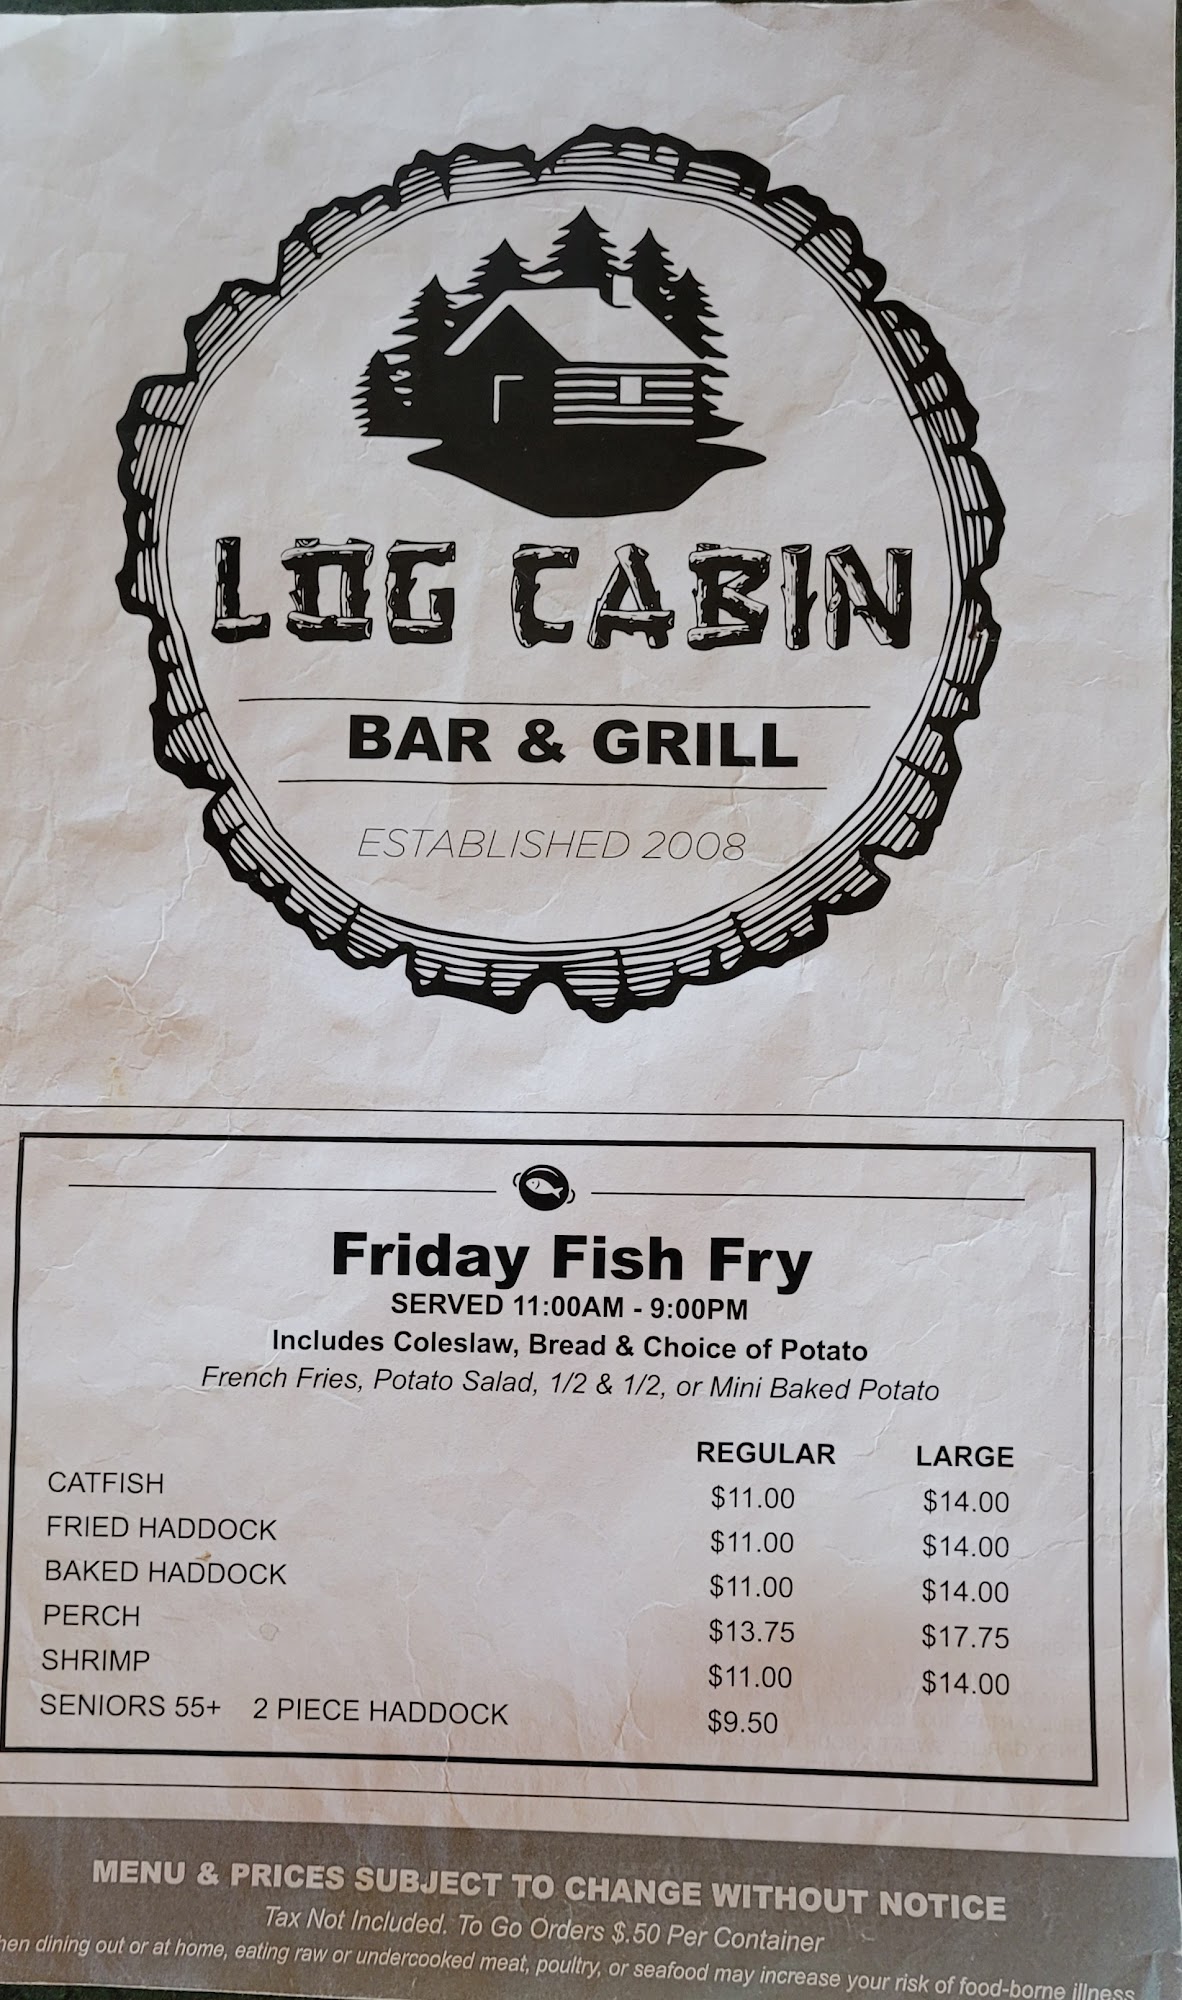 LOG CABIN
BAR & GRILL
ESTABLISHED 2008
Friday Fish Fry
SERVED 11:00AM - 9:00PM
Includes Coleslaw, Bread & Choice of Potato
French Fries, Potato Salad, 1/2 & 1/2, or Mini Baked Potato
REGULAR LARGE
CATFISH $11.00 $14.00
FRIED HADDOCK $11.00 $14.00
BAKED HADDOCK $11.00 $14.00
PERCH $13.75 $17.75
SHRIMP $11.00 $14.00
SENIORS 55+ 2 PIECE HADDOCK $9.50
MENU & PRICES SUBJECT TO CHANGE WITHOUT NOTICE
Tax Not Included. To Go Orders $.50 Per Container
dining out or at home, eating raw or undercooked meat, poultry, or seafood may increase your risk of food-borne illness